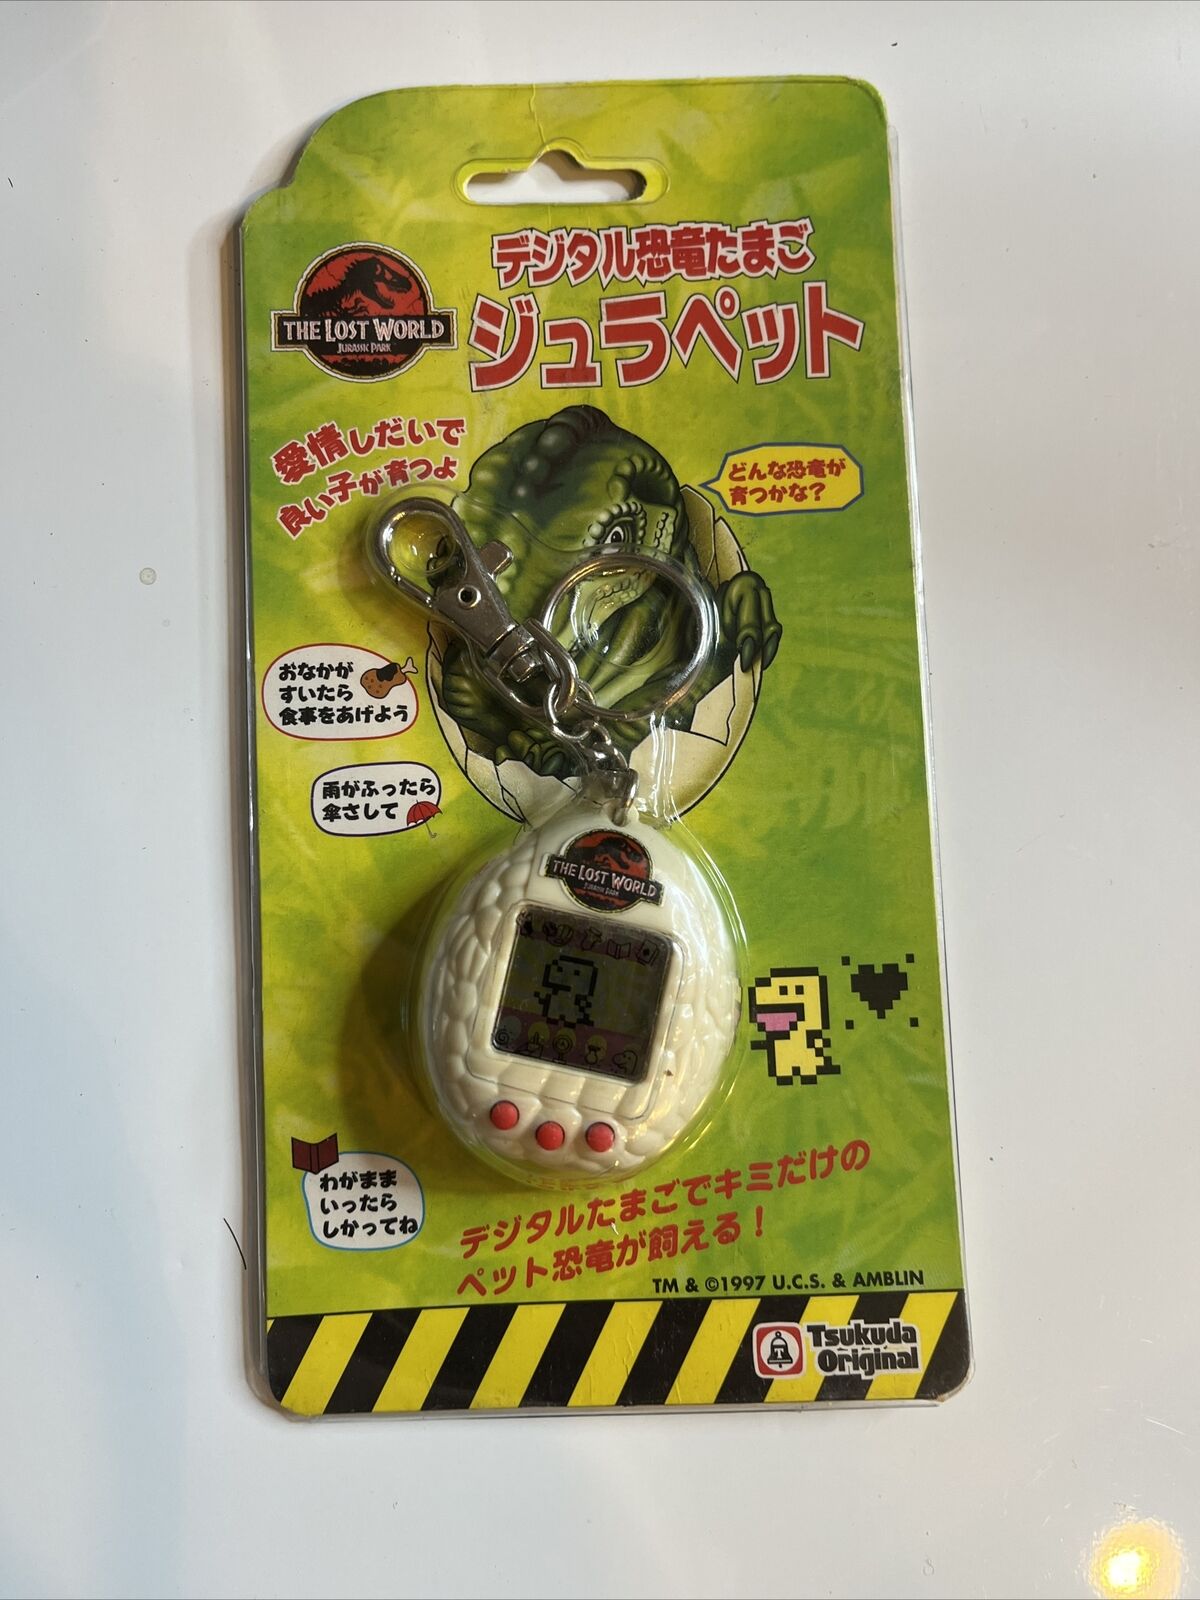 デジタル恐竜たまご
ジュラペット
THE LOST WORLD
JURASSIC PARK
愛情しだいで
良い子が育つよ
どんな恐竜が
育つかな?
おなかが
すいたら
食事をあげよう
雨がふったら
傘さして
THE LOST WORLD
JURASSIC PARK
わがまま
いったら
しかってね
デジタルたまごでキミだけの
ペット恐竜が飼える!
TM & ©1997 U.C.S. & AMBLIN
T
Tsukuda
Original